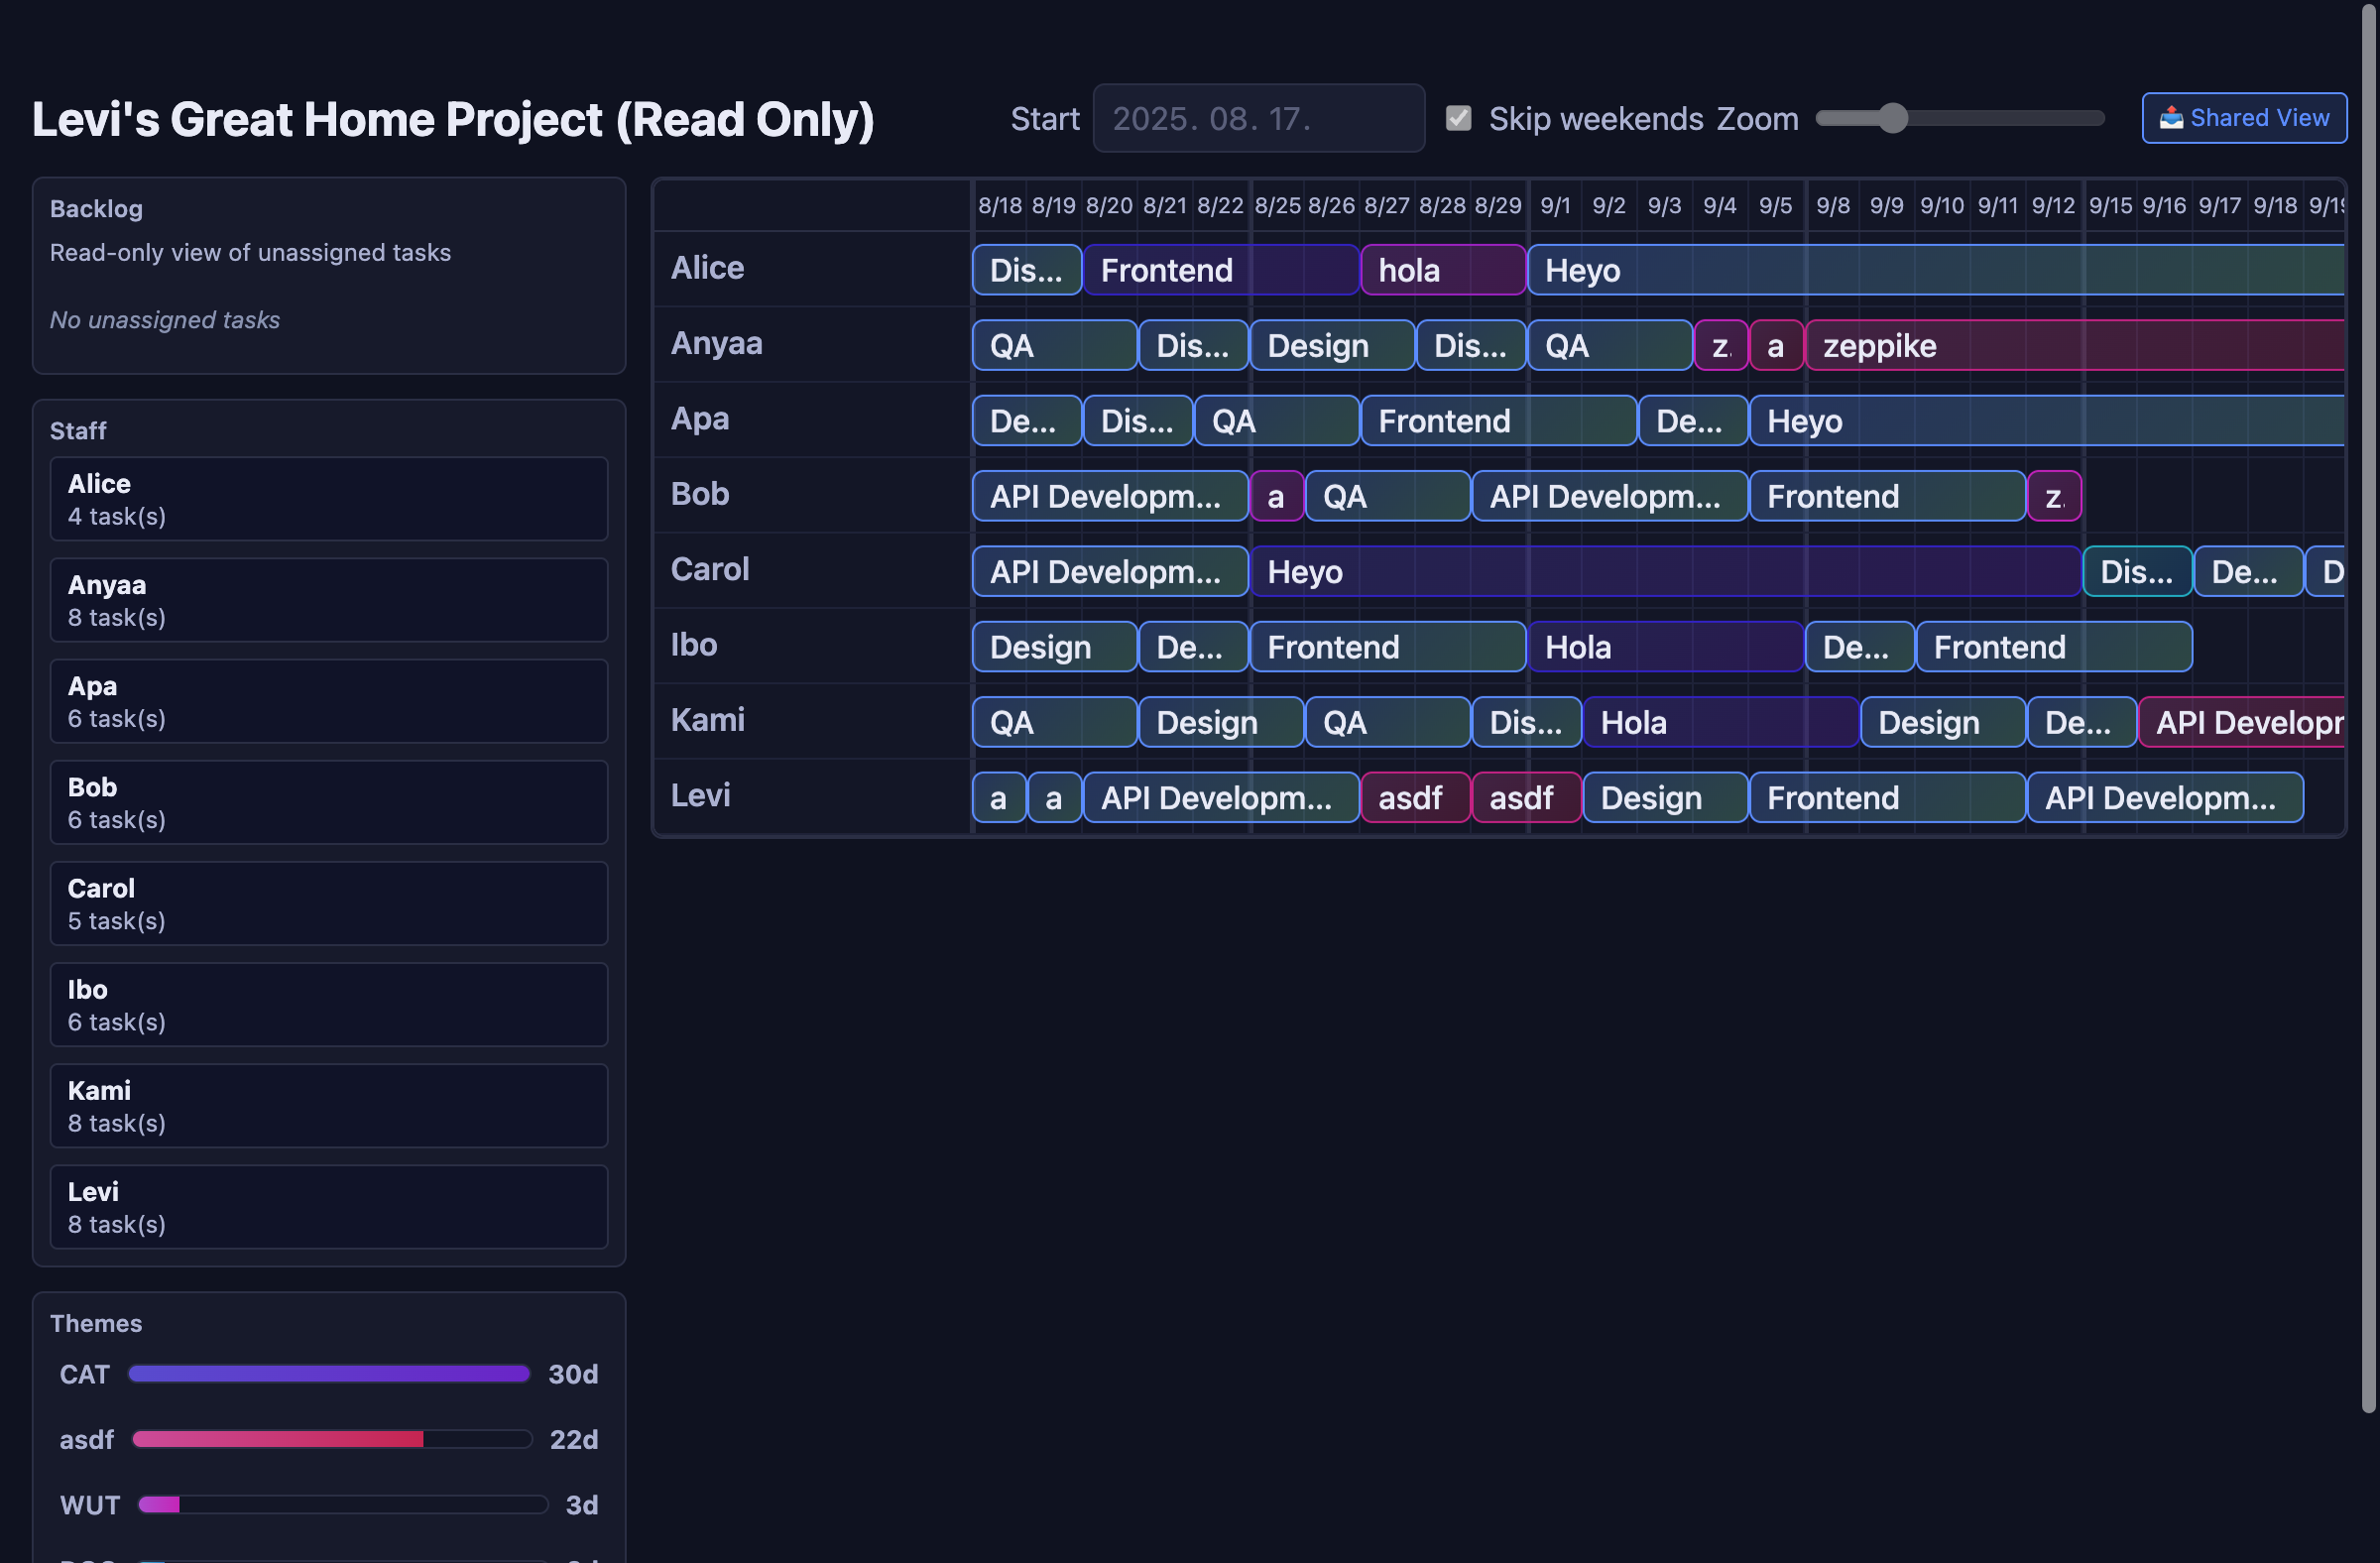 Levi's Great Home Project (Read Only)
Start 2025. 08. 17. Skip weekends Zoom 📤 Shared View
Backlog
Read-only view of unassigned tasks
No unassigned tasks
Staff
Alice
4 task(s)
Anyaa
8 task(s)
Apa
6 task(s)
Bob
6 task(s)
Carol
5 task(s)
Ibo
6 task(s)
Kami
8 task(s)
Levi
8 task(s)
Themes
CAT 30d
asdf 22d
WUT 3d
8/18 8/19 8/20 8/21 8/22 8/25 8/26 8/27 8/28 8/29 9/1 9/2 9/3 9/4 9/5 9/8 9/9 9/10 9/11 9/12 9/15 9/16 9/17 9/18
Alice Dis... Frontend hola Heyo
Anyaa QA Dis... Design Dis... QA z. a zeppike
Apa De... Dis... QA Frontend De... Heyo
Bob API Developm... a QA API Developm... Frontend z.
Carol API Developm... Heyo Dis... De... D
Ibo Design De... Frontend Hola De... Frontend
Kami QA Design QA Dis... Hola Design De... API Develop
Levi a a API Developm... asdf asdf Design Frontend API Developm...